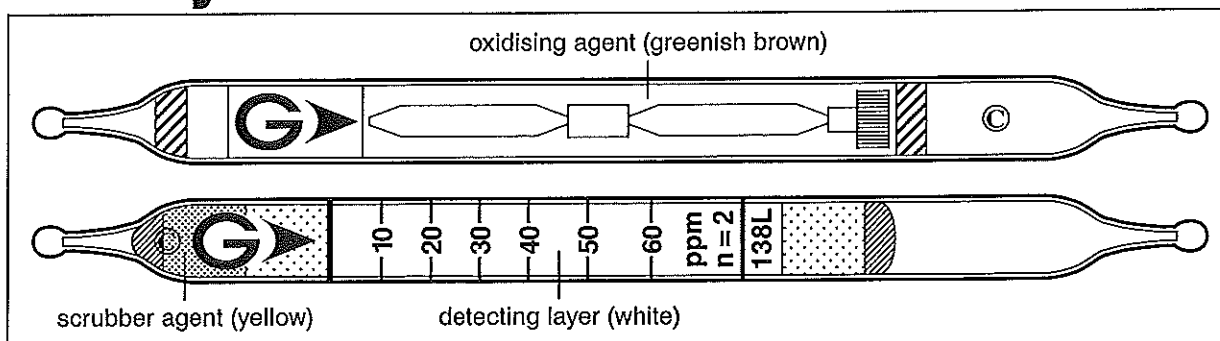 oxidising agent (greenish brown)
G
C
G
C
10
20
30
40
50
60
ppm
n=2
138L
scrubber agent (yellow)
detecting layer (white)